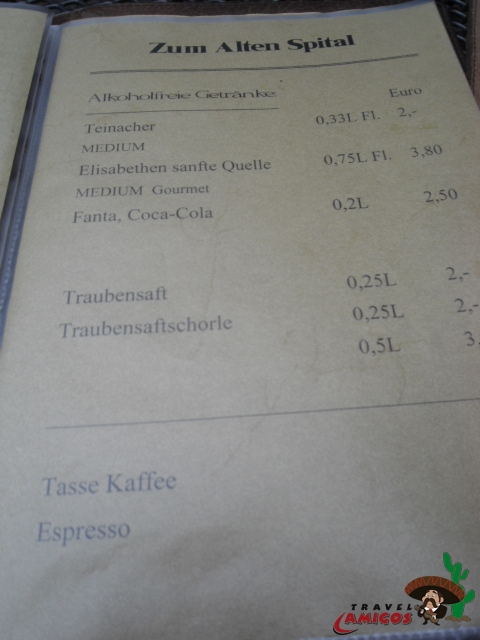 Zum Alten Spital
Alkoholfreie Getränke Euro
Teinacher 0,33L Fl. 2,-
MEDIUM
Elisabethen sanfte Quelle 0,75L Fl. 3,80
MEDIUM Gourmet
Fanta, Coca-Cola 0,2L 2,50
Traubensaft 0,25L 2,-
Traubensaftschorle 0,25L 2,-
0,5L 3,
Tasse Kaffee
Espresso
TRAVEL
AMIGOS